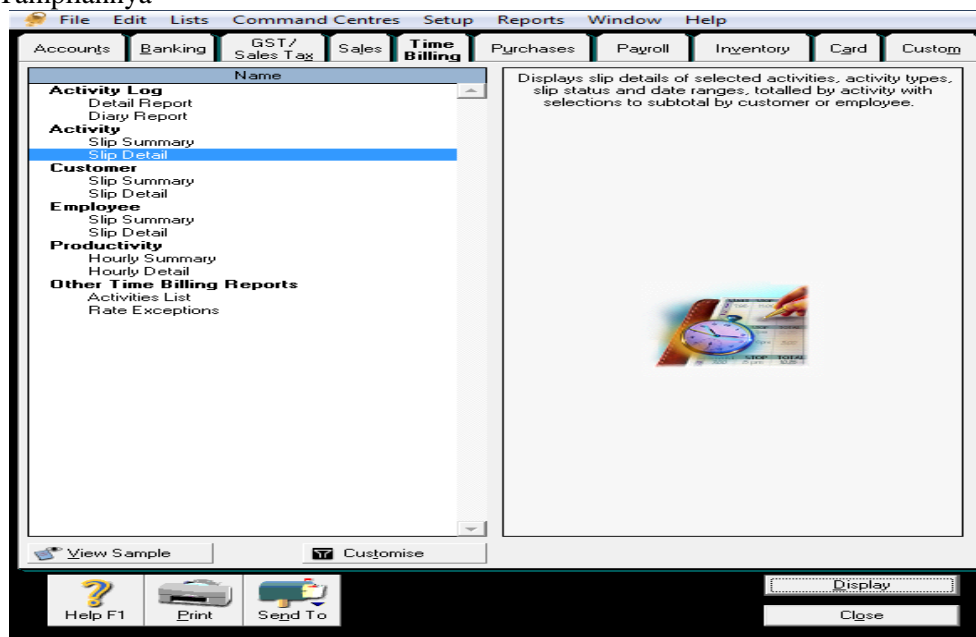 Tampilannya
File Edit Lists Command Centres Setup Reports Window Help
Accounts Banking GST/ Sales Tax Sales Time Billing Purchases Payroll Inventory Card Custom
Name
Activity Log
Detail Report
Diary Report
Activity
Slip Summary
Slip Detail
Customer
Slip Summary
Slip Detail
Employee
Slip Summary
Slip Detail
Productivity
Hourly Summary
Hourly Detail
Other Time Billing Reports
Activities List
Rate Exceptions
Displays slip details of selected activities, activity types,
slip status and date ranges, totalled by activity with
selections to subtotal by customer or employee.
STOP TOTAL
View Sample Customise
Help F1 Print Send To
Display
Close